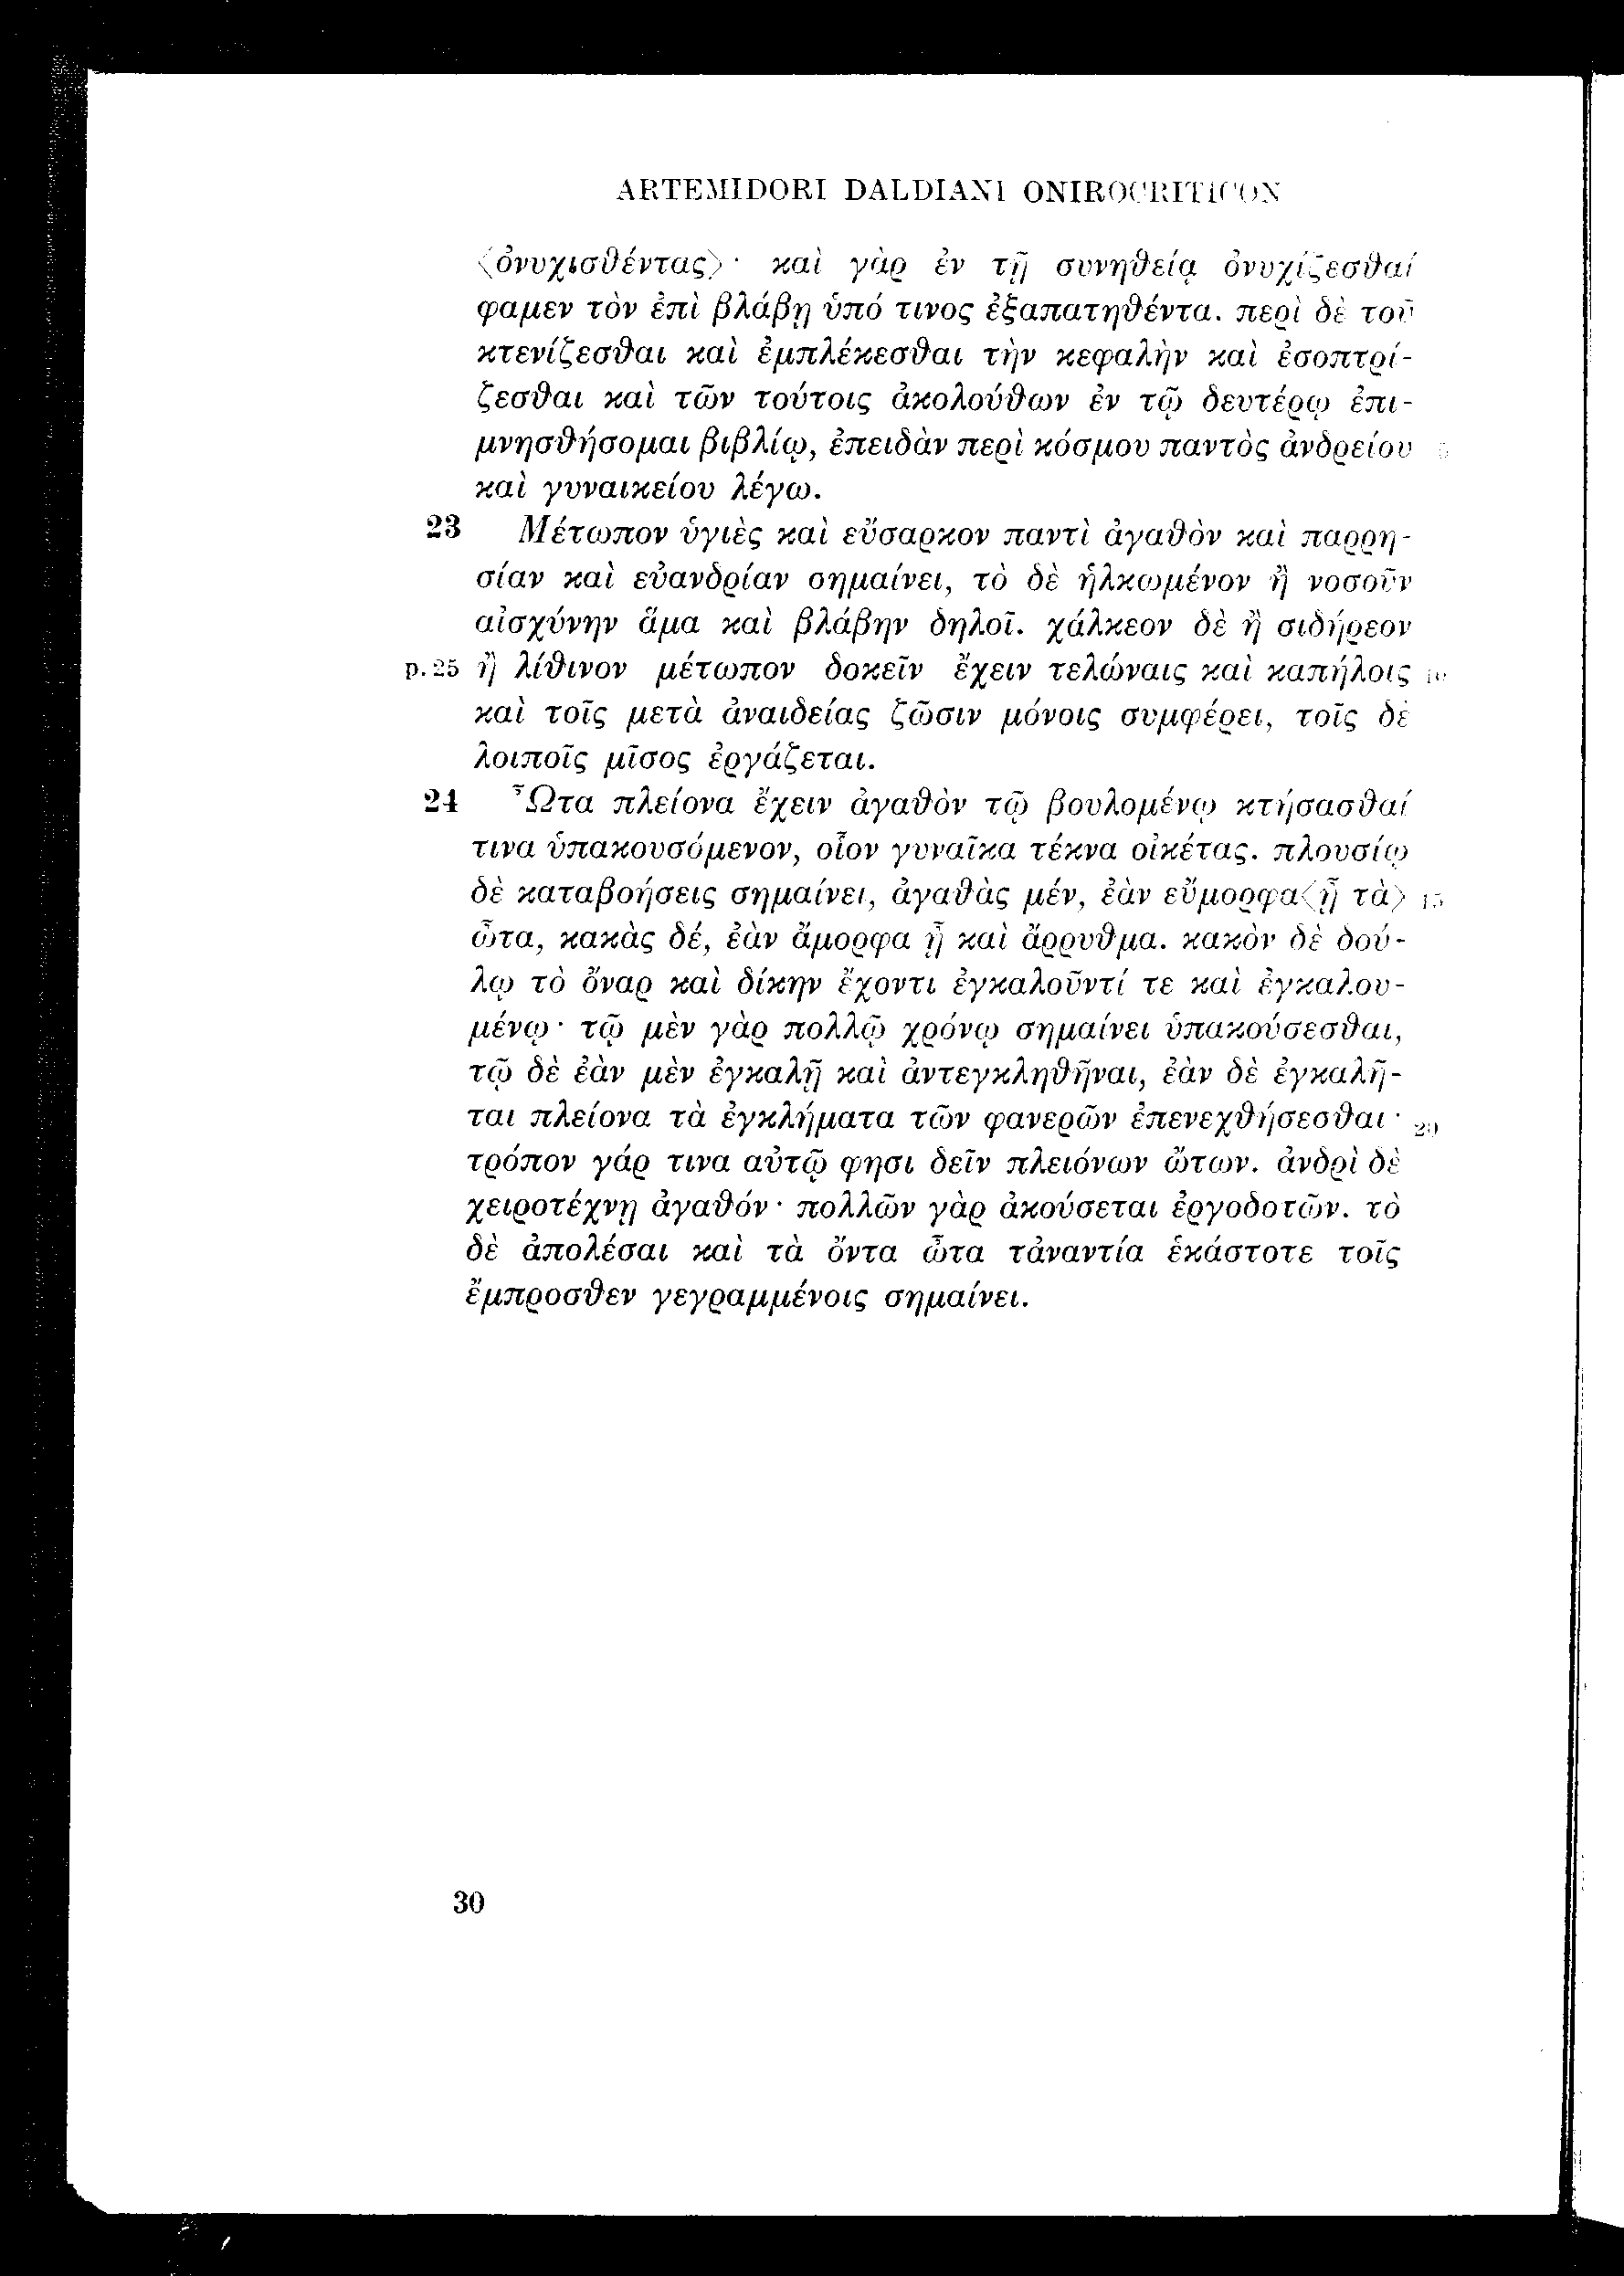 ARTEMIDORI DALDIANI ONIROCRITICON
〈ὀνυχισθέντας〉· καὶ γὰρ ἐν τῇ συνηθείᾳ ὀνυχίζεσθαί
φαμεν τὸν ἐπὶ βλάβῃ ὑπό τινος ἐξαπατηθέντα. περὶ δὲ τοῦ
κτενίζεσθαι καὶ ἐμπλέκεσθαι τὴν κεφαλὴν καὶ ἐσοπτρί-
ζεσθαι καὶ τῶν τούτοις ἀκολούθων ἐν τῷ δευτέρῳ ἐπι-
μνησθήσομαι βιβλίῳ, ἐπειδὰν περὶ κόσμου παντὸς ἀνδρείου 5
καὶ γυναικείου λέγω.
23 Μέτωπον ὑγιὲς καὶ εὔσαρκον παντὶ ἀγαθὸν καὶ παρρη-
σίαν καὶ εὐανδρίαν σημαίνει, τὸ δὲ ἡλκωμένον ἢ νοσοῦν
αἰσχύνην ἅμα καὶ βλάβην δηλοῖ. χάλκεον δὲ ἢ σιδήρεον
p. 25 ἢ λίθινον μέτωπον δοκεῖν ἔχειν τελώναις καὶ καπήλοις 10
καὶ τοῖς μετὰ ἀναιδείας ζῶσιν μόνοις συμφέρει, τοῖς δὲ
λοιποῖς μῖσος ἐργάζεται.
24 Ὦτα πλείονα ἔχειν ἀγαθὸν τῷ βουλομένῳ κτήσασθαί
τινα ὑπακουσόμενον, οἷον γυναῖκα τέκνα οἰκέτας. πλουσίῳ
δὲ καταβοήσεις σημαίνει, ἀγαθὰς μέν, ἐὰν εὔμορφα〈ᾖ τὰ〉 15
ὦτα, κακὰς δέ, ἐὰν ἄμορφα ᾖ καὶ ἄρρυθμα. κακὸν δὲ δού-
λῳ τὸ ὄναρ καὶ δίκην ἔχοντι ἐγκαλοῦντί τε καὶ ἐγκαλου-
μένῳ· τῷ μὲν γὰρ πολλῷ χρόνῳ σημαίνει ὑπακούσεσθαι,
τῷ δὲ ἐὰν μὲν ἐγκαλῇ καὶ ἀντεγκληθῆναι, ἐὰν δὲ ἐγκαλῆ-
ται πλείονα τὰ ἐγκλήματα τῶν φανερῶν ἐπενεχθήσεσθαι· 20
τρόπον γάρ τινα αὐτῷ φησι δεῖν πλειόνων ὤτων. ἀνδρὶ δὲ
χειροτέχνῃ ἀγαθόν· πολλῶν γὰρ ἀκούσεται ἐργοδοτῶν. τὸ
δὲ ἀπολέσαι καὶ τὰ ὄντα ὦτα τἀναντία ἑκάστοτε τοῖς
ἔμπροσθεν γεγραμμένοις σημαίνει.
30